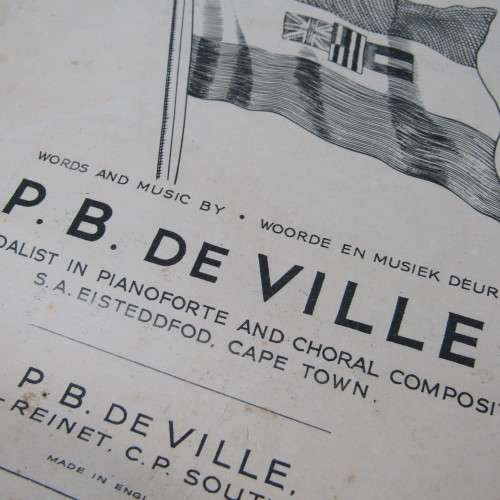 WORDS AND MUSIC BY • WOORDE EN MUSIEK DEUR
P. B. DE VILLE
DALIST IN PIANOFORTE AND CHORAL COMPOSIT
S.A. EISTEDDFOD, CAPE TOWN.
P. B. DE VILLE,
-REINET, C.P. SOUT
MADE IN ENGL